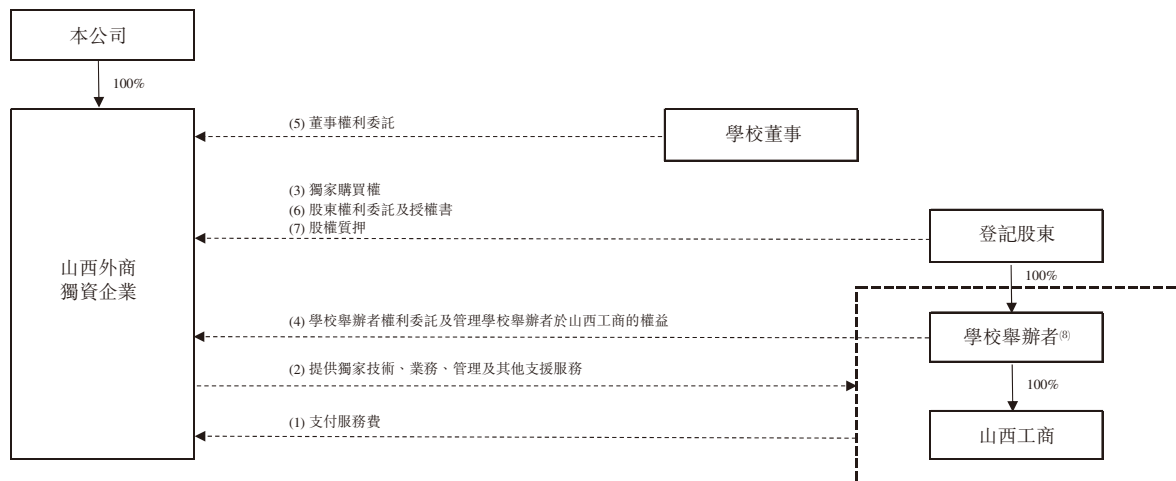 本公司
100%
(5) 董事權利委託
學校董事
(3) 獨家購買權
(6) 股東權利委託及授權書
(7) 股權質押
登記股東
山西外商
獨資企業
100%
(4) 學校舉辦者權利委託及管理學校舉辦者於山西工商的權益
學校舉辦者(8)
(2) 提供獨家技術、業務、管理及其他支援服務
100%
(1) 支付服務費
山西工商